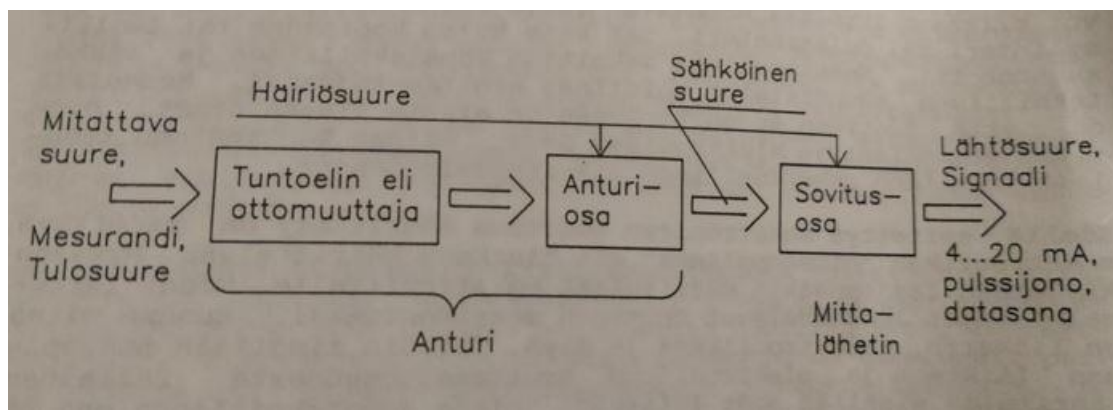 Häiriösuure
Sähköinen
suure
Mitattava
suure,
Mesurandi,
Tulosuure
Tuntoelin eli
ottomuuttaja
Anturi-
osa
Sovitus-
osa
Lähtösuure,
Signaali
4...20 mA,
pulssijono,
datasana
Anturi
Mitta-
lähetin